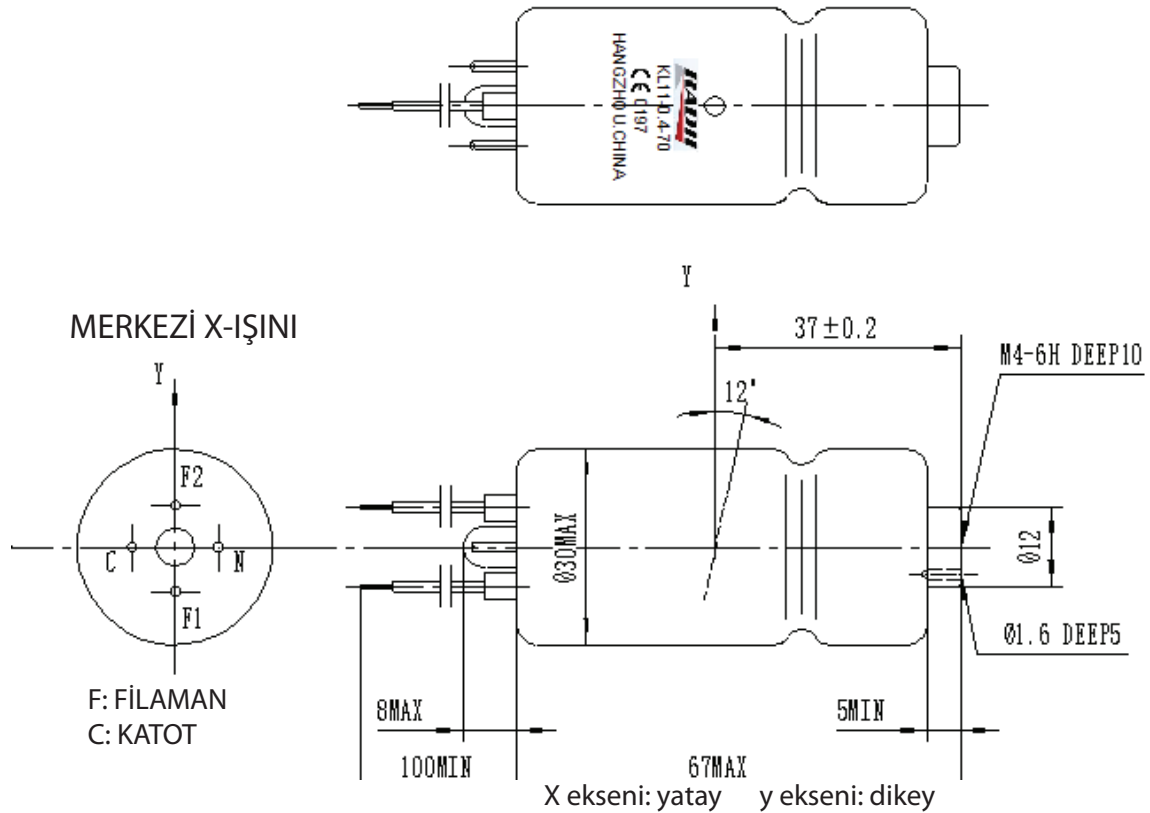 HAIDII
KL11-0.4-70
CE 0197
HANGZHOU.CHINA
Y
37±0.2
MERKEZİ X-IŞINI
M4-6H DEEP10
Y
12°
F2
C
N
Ø30MAX
Ø12
F1
Ø1.6 DEEP5
F: FİLAMAN
C: KATOT
8MAX
5MIN
100MIN
67MAX
X ekseni: yatay y ekseni: dikey